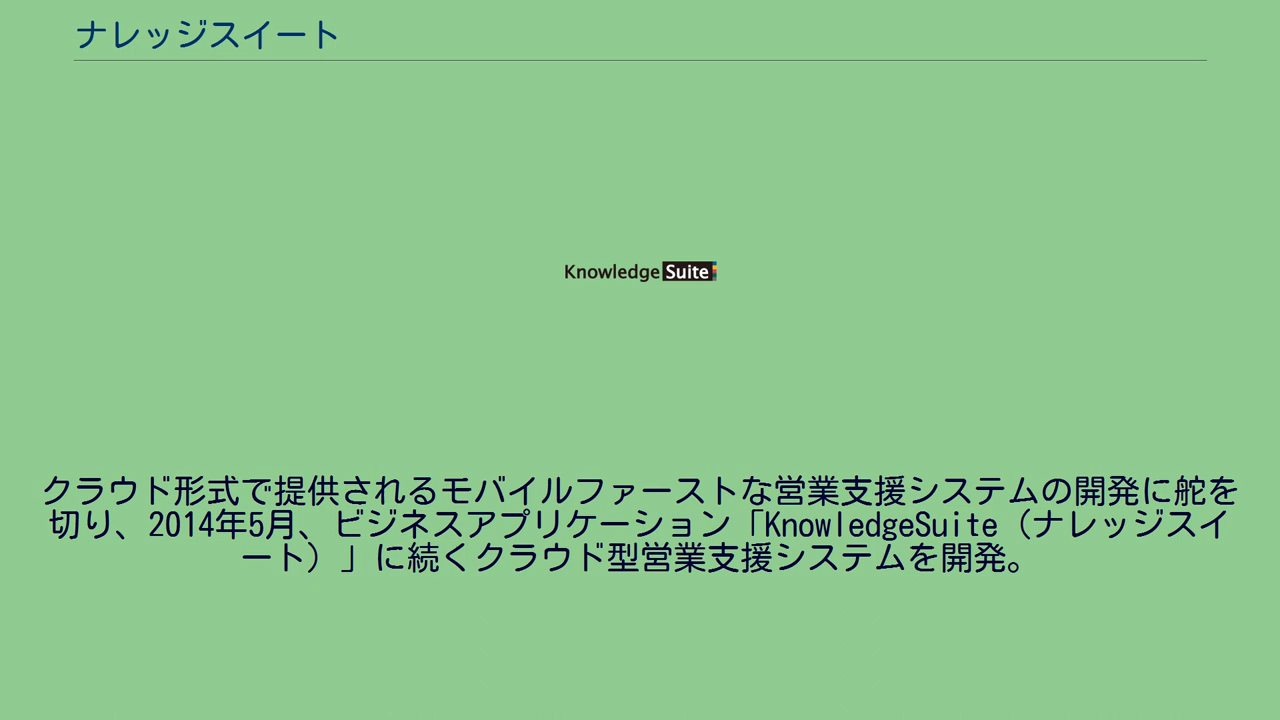 ナレッジスイート
Knowledge Suite
クラウド形式で提供されるモバイルファーストな営業支援システムの開発に舵を
切り、2014年5月、ビジネスアプリケーション「KnowledgeSuite（ナレッジスイ
ート）」に続くクラウド型営業支援システムを開発。